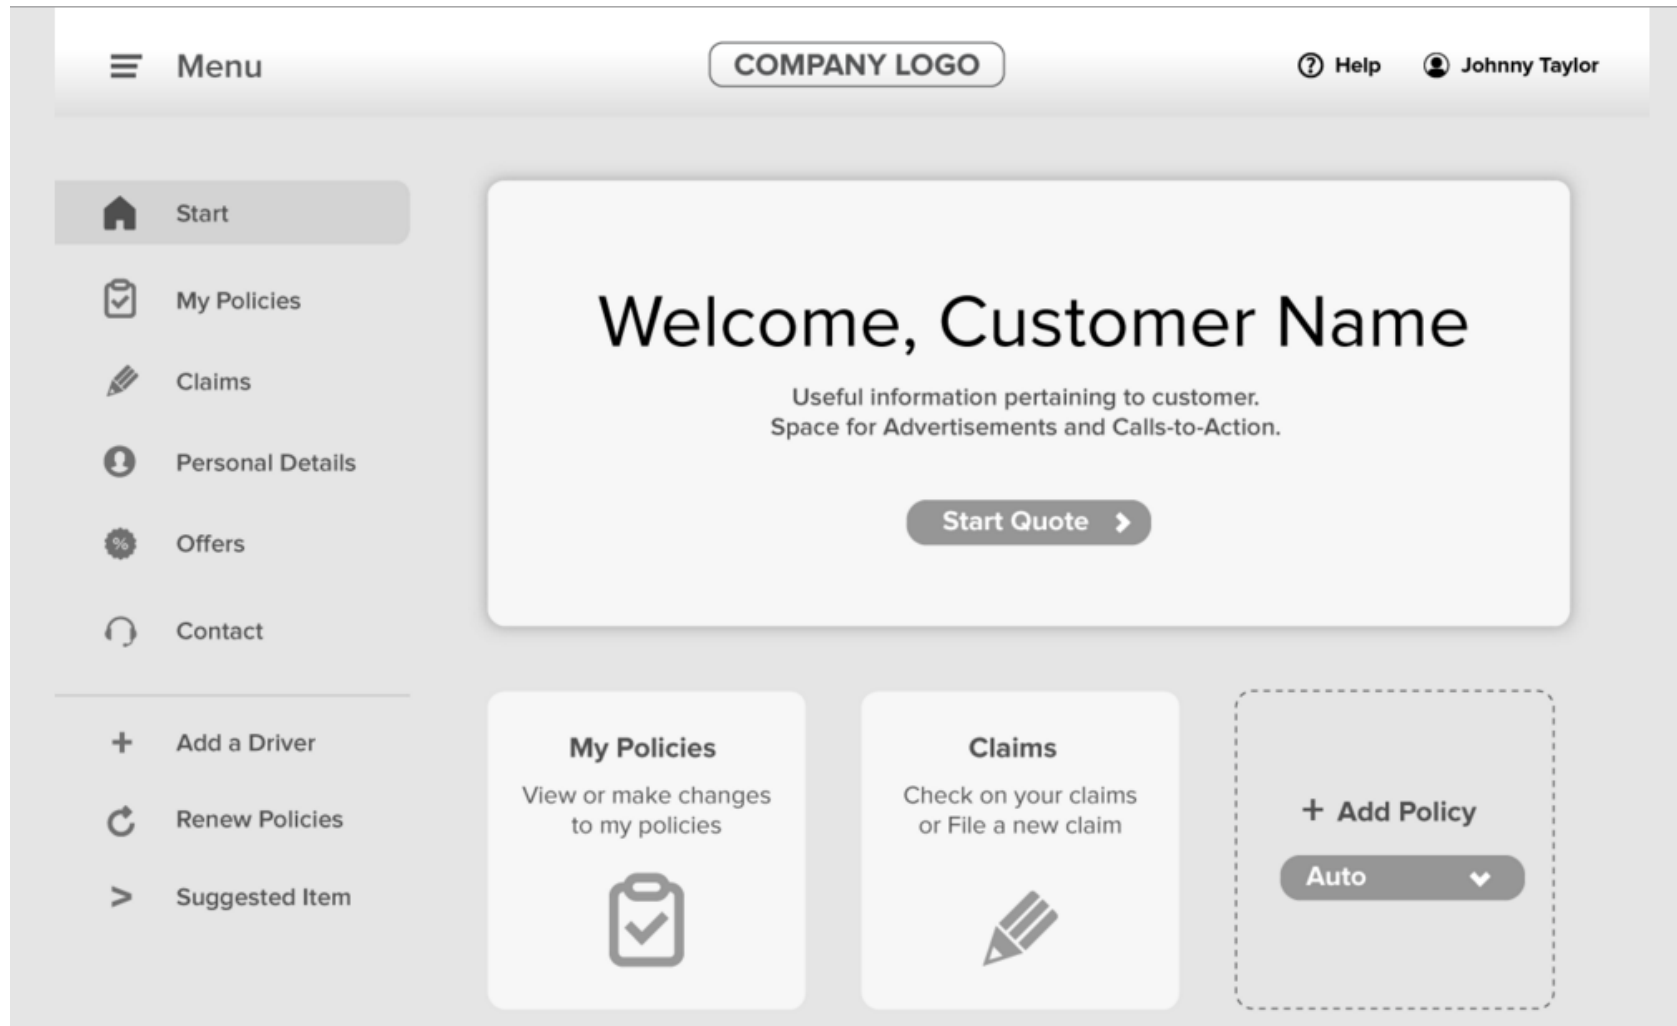 Menu
COMPANY LOGO
Help
Johnny Taylor
Start
My Policies
Claims
Personal Details
%
Offers
Contact
+ Add a Driver
Renew Policies
> Suggested Item
Welcome, Customer Name
Useful information pertaining to customer.
Space for Advertisements and Calls-to-Action.
Start Quote
My Policies
View or make changes
to my policies
Claims
Check on your claims
or File a new claim
+ Add Policy
Auto